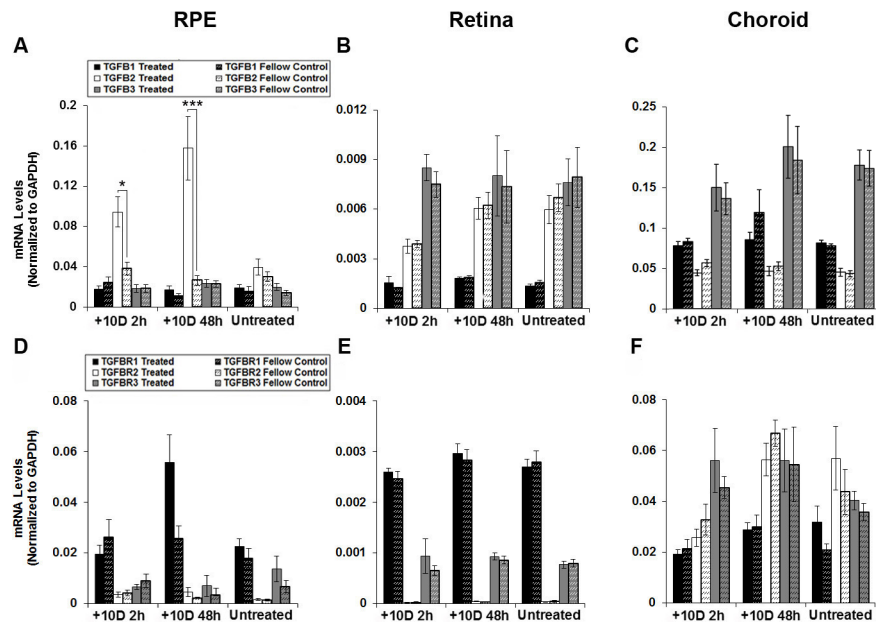 RPE Retina Choroid
A B C
TGFB1 Treated TGFB1 Fellow Control
TGFB2 Treated TGFB2 Fellow Control
TGFB3 Treated TGFB3 Fellow Control
mRNA Levels
(Normalized to GAPDH)
0.2
0.16
0.12
0.08
0.04
0
* ***
+10D 2h +10D 48h Untreated
0.012
0.009
0.006
0.003
0.000
+10D 2h +10D 48h Untreated
0.25
0.2
0.15
0.1
0.05
0
+10D 2h +10D 48h Untreated
D E F
TGFBR1 Treated TGFBR1 Fellow Control
TGFBR2 Treated TGFBR2 Fellow Control
TGFBR3 Treated TGFBR3 Fellow Control
mRNA Levels
(Normalized to GAPDH)
0.08
0.06
0.04
0.02
0
+10D 2h +10D 48h Untreated
0.004
0.003
0.002
0.001
0.000
+10D 2h +10D 48h Untreated
0.08
0.06
0.04
0.02
0
+10D 2h +10D 48h Untreated